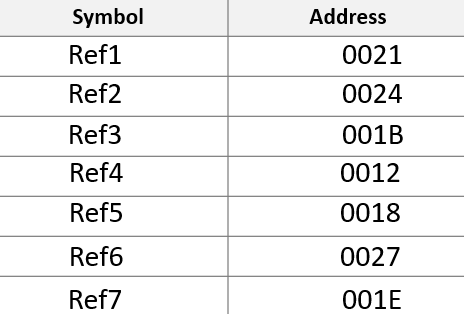 Symbol Address
Ref1 0021
Ref2 0024
Ref3 001B
Ref4 0012
Ref5 0018
Ref6 0027
Ref7 001E